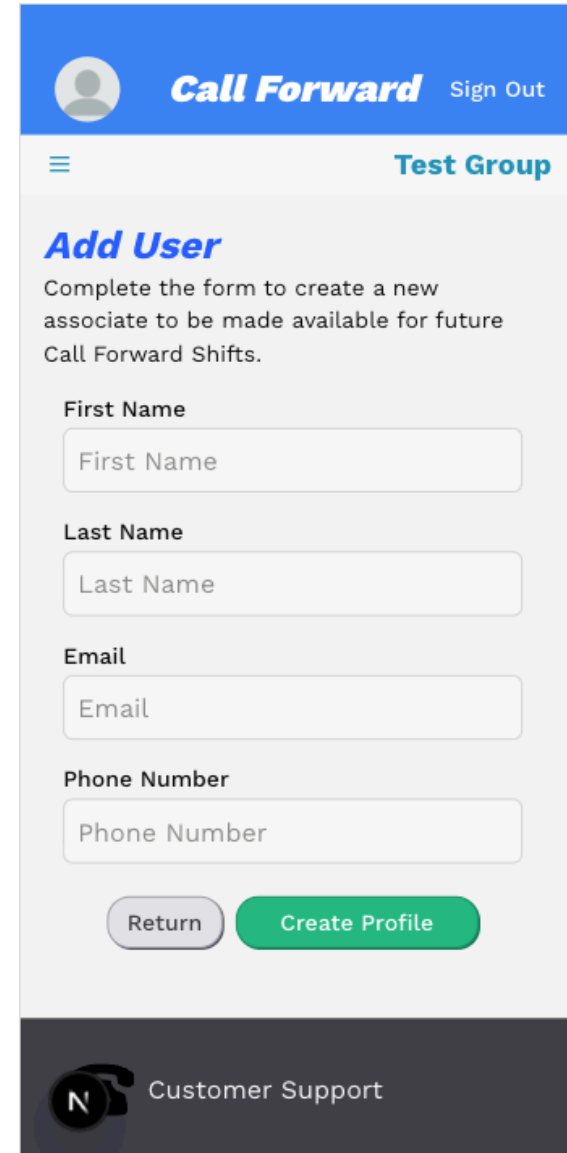 Call Forward Sign Out
Test Group
Add User
Complete the form to create a new
associate to be made available for future
Call Forward Shifts.
First Name
First Name
Last Name
Last Name
Email
Email
Phone Number
Phone Number
Return Create Profile
N Customer Support